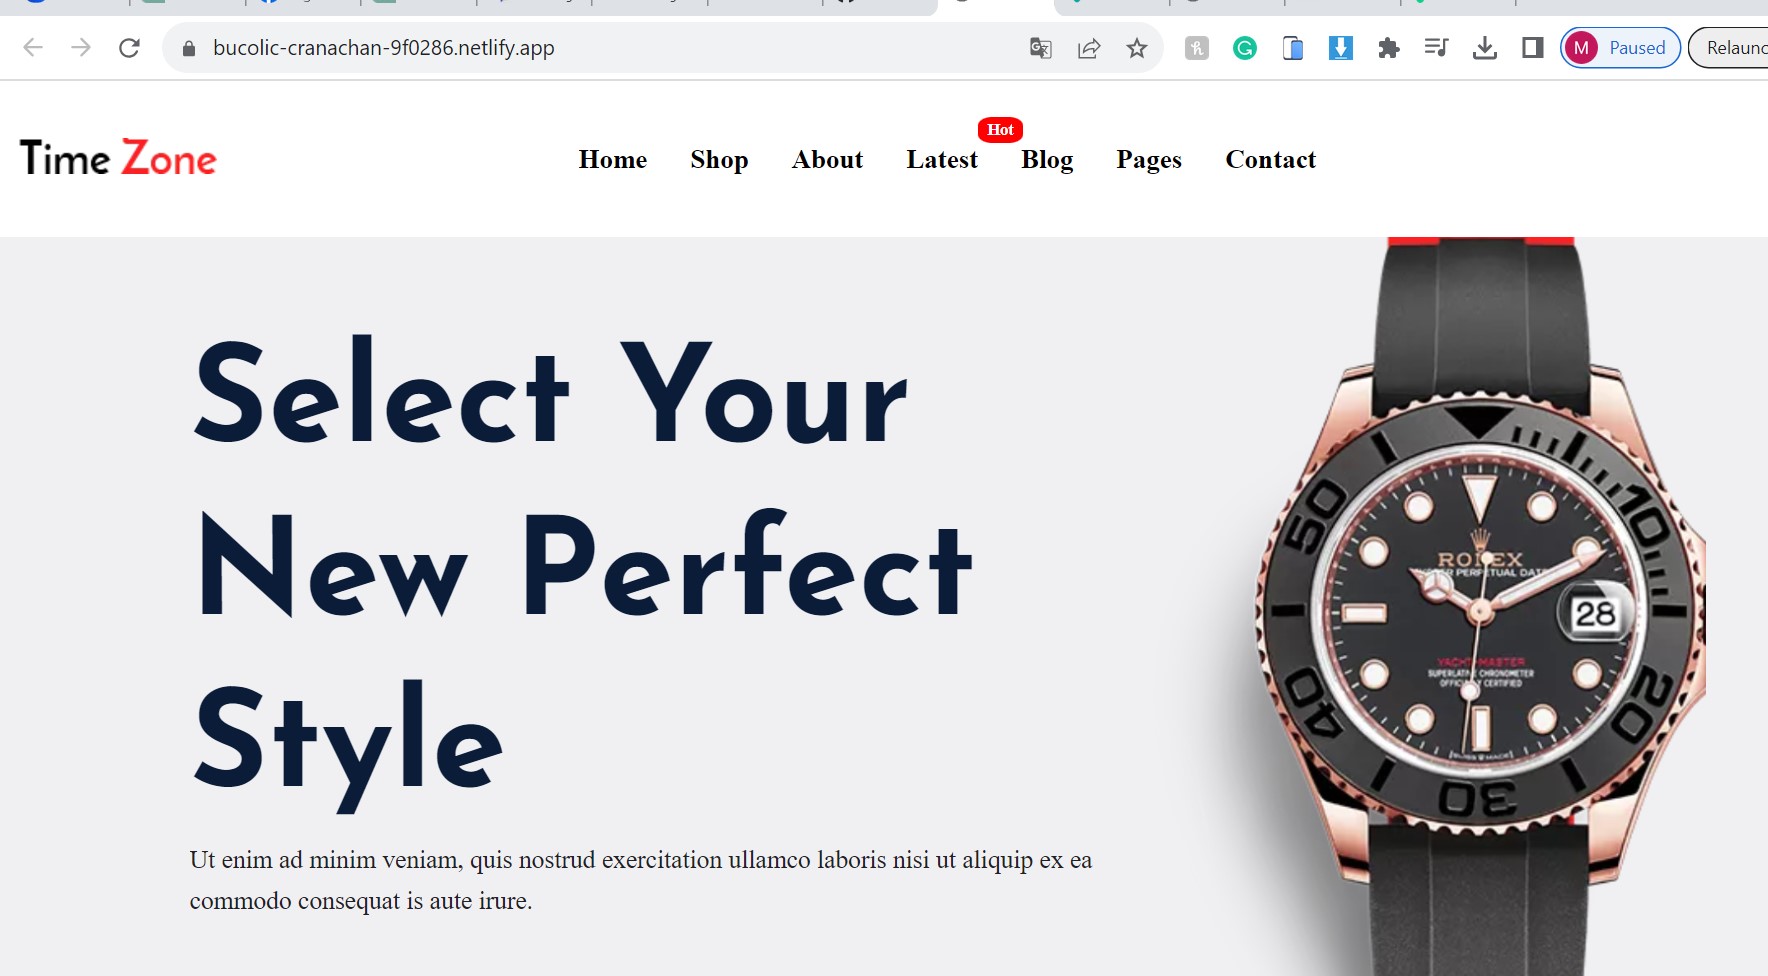 bucolic-cranachan-9f0286.netlify.app
M Paused
Time Zone
Hot
Home Shop About Latest Blog Pages Contact
Select Your
New Perfect
Style
Ut enim ad minim veniam, quis nostrud exercitation ullamco laboris nisi ut aliquip ex ea
commodo consequat is aute irure.
50
10
ROLEX
PERPETUAL
28
YACHT-MASTER
SUPERLATIVE CHRONOMETER
OFFICIALLY CERTIFIED
40
20
30